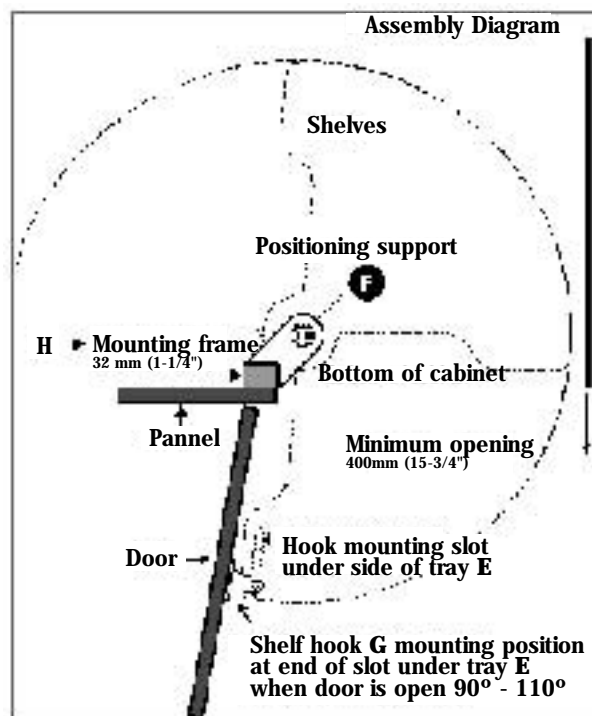 Assembly Diagram
Shelves
Positioning support
F
H
Mounting frame
32 mm (1-1/4")
Bottom of cabinet
Pannel
Minimum opening
400mm (15-3/4")
Door
Hook mounting slot
under side of tray E
Shelf hook G mounting position
at end of slot under tray E
when door is open 90º - 110º